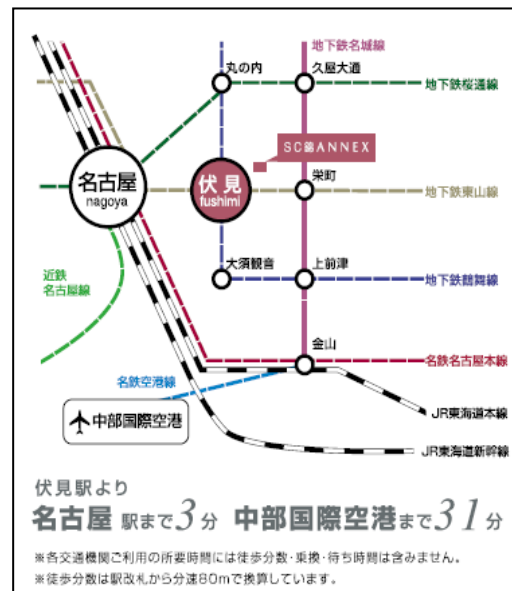 地下鉄名城線
丸の内
久屋大通
地下鉄桜通線
SC錦ANNEX
名古屋
nagoya
伏見
fushimi
栄町
地下鉄東山線
近鉄
名古屋線
大須観音
上前津
地下鉄鶴舞線
金山
名鉄名古屋本線
名鉄空港線
中部国際空港
JR東海道本線
JR東海道新幹線
伏見駅より
名古屋 駅まで3分 中部国際空港まで31分
※各交通機関ご利用の所要時間には徒歩分数・乗換・待ち時間は含みません。
※徒歩分数は駅改札から分速80mで換算しています。